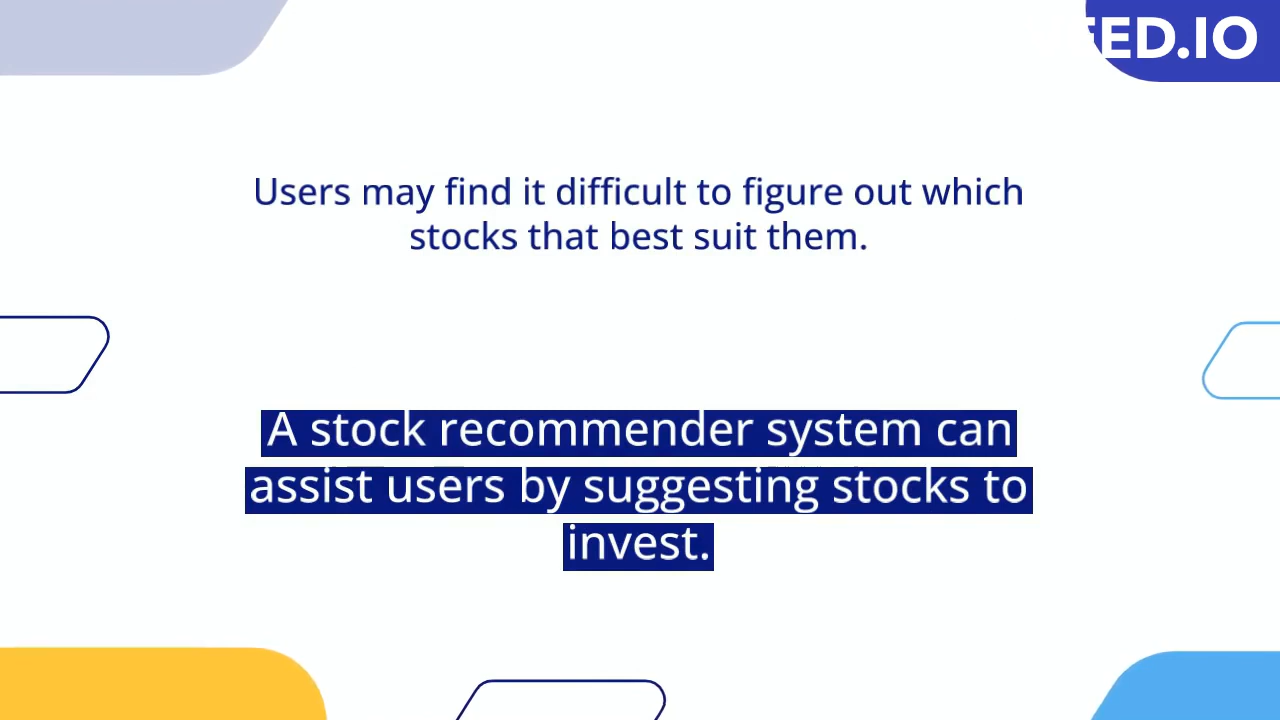 EED.IO
Users may find it difficult to figure out which
stocks that best suit them.
A stock recommender system can
assist users by suggesting stocks to
invest.